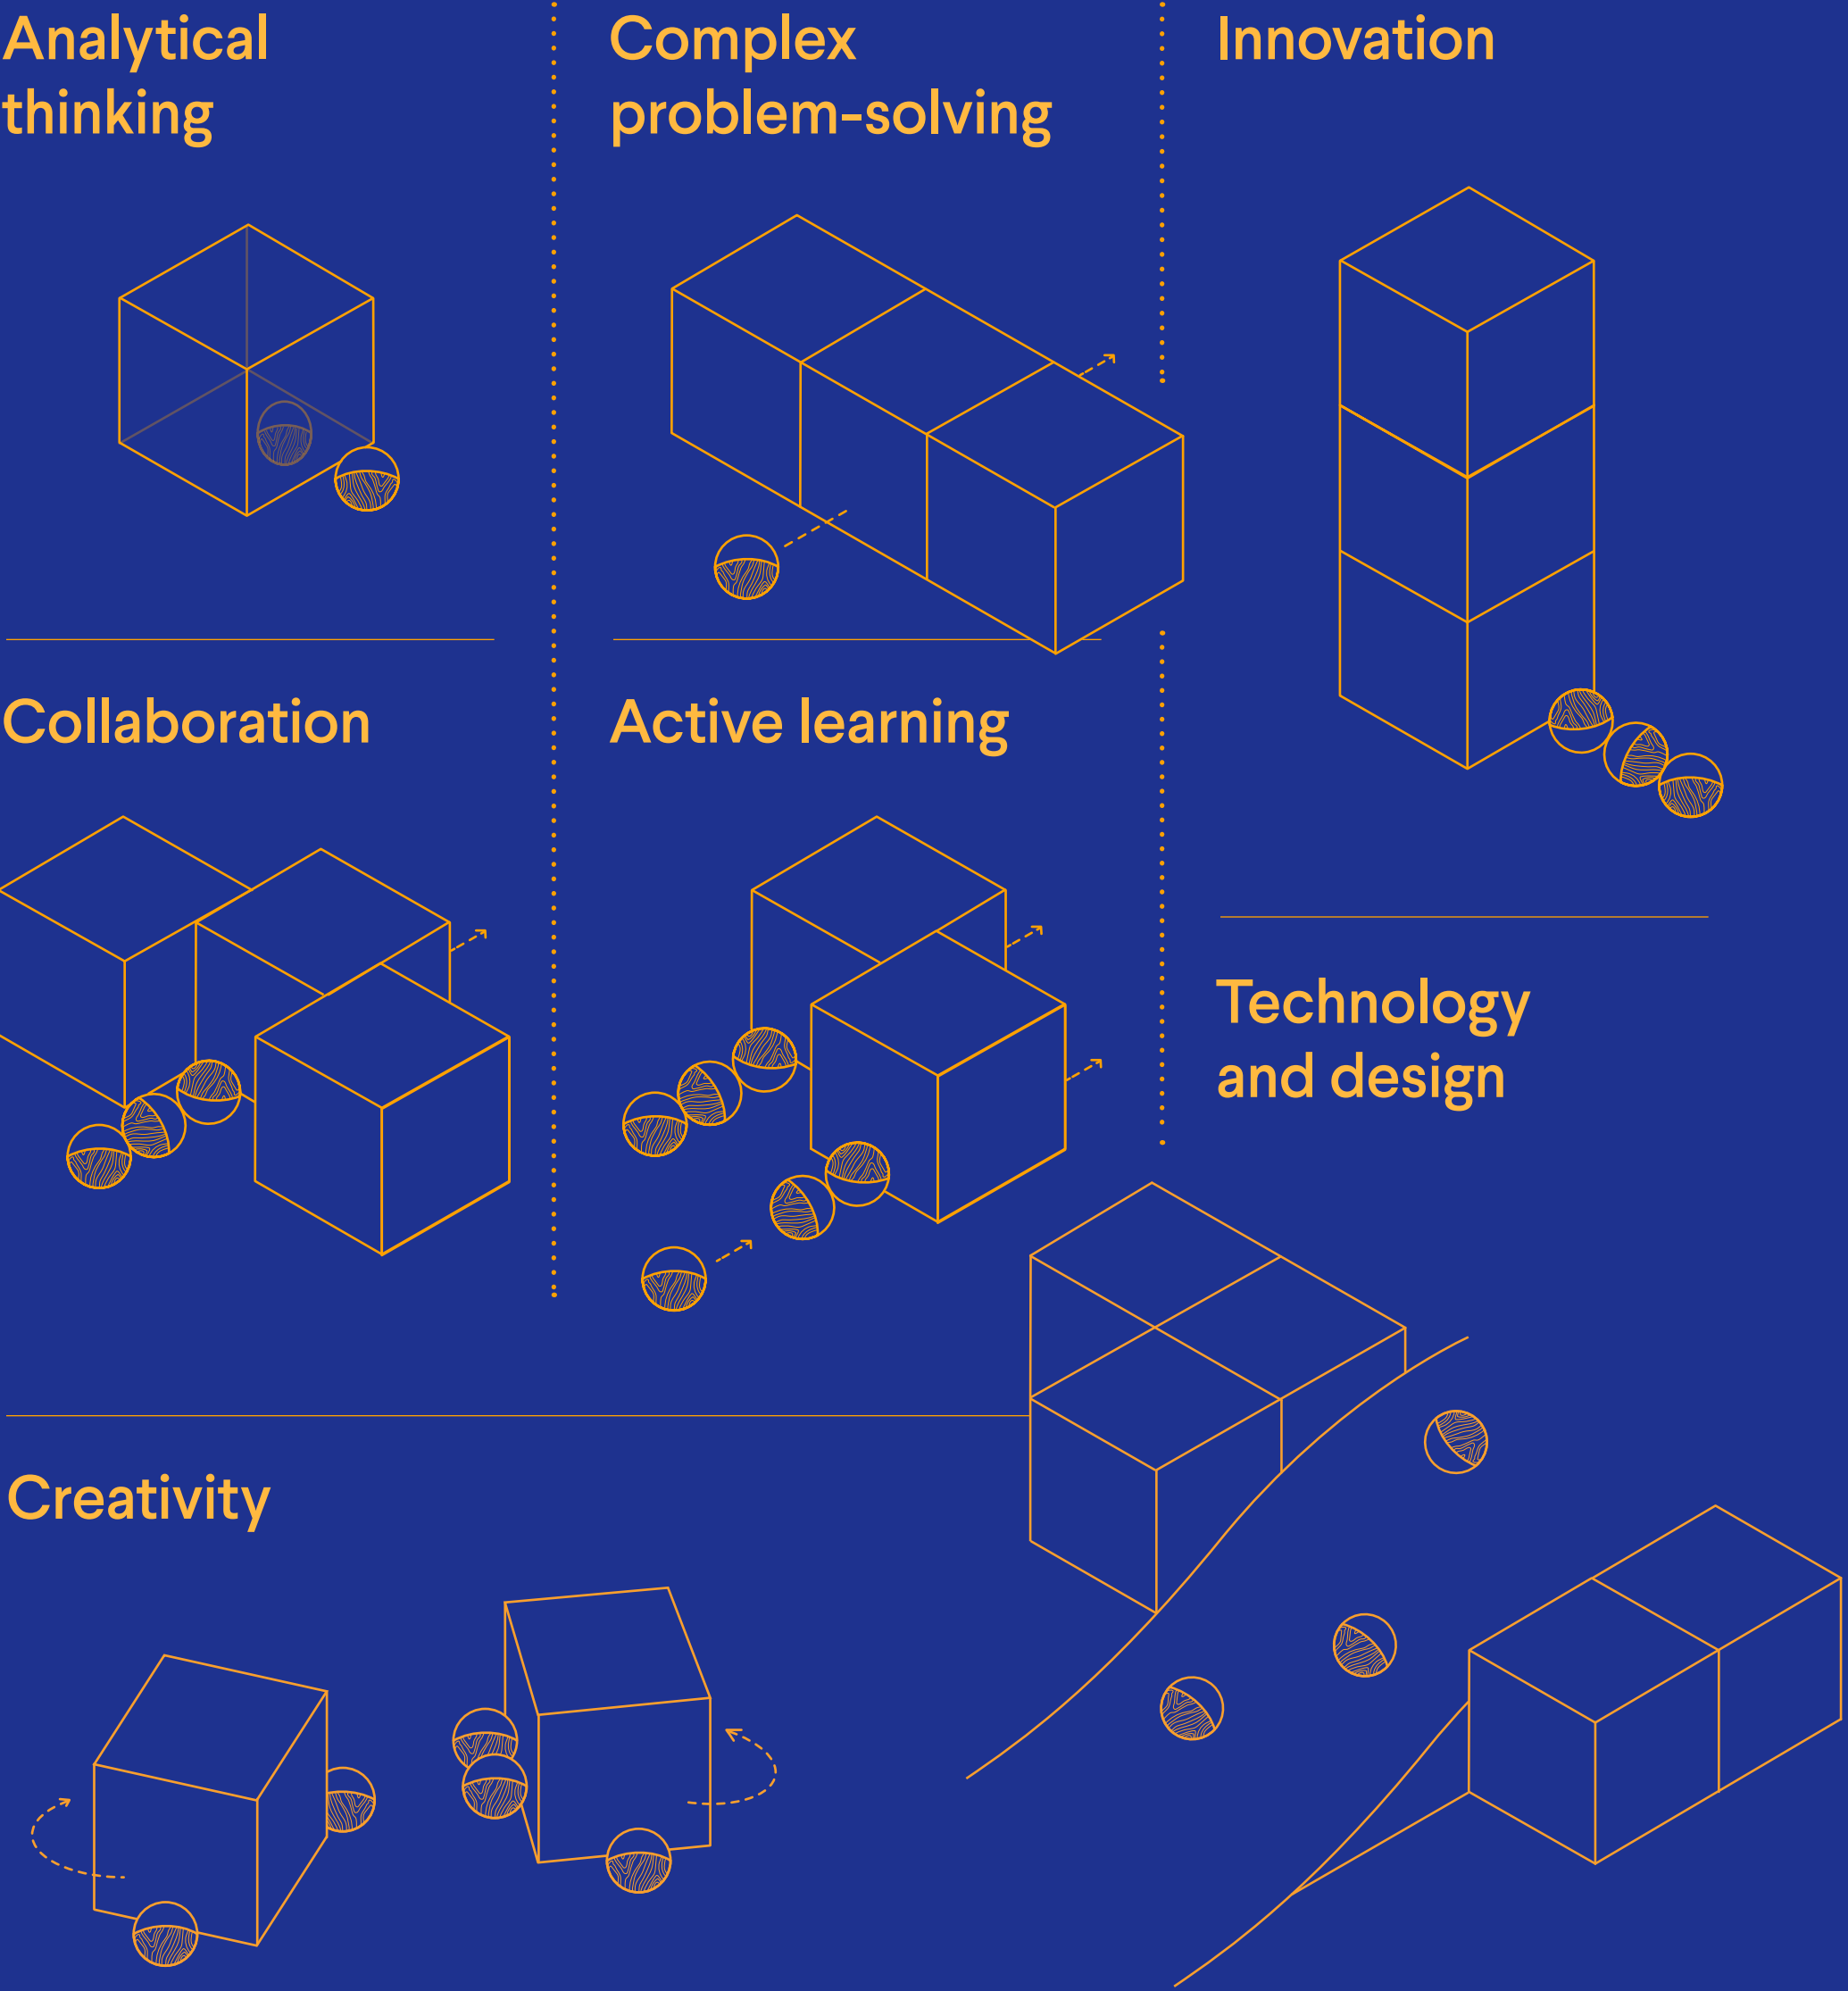 Analytical
thinking
Complex
problem-solving
Innovation
Collaboration
Active learning
Technology
and design
Creativity